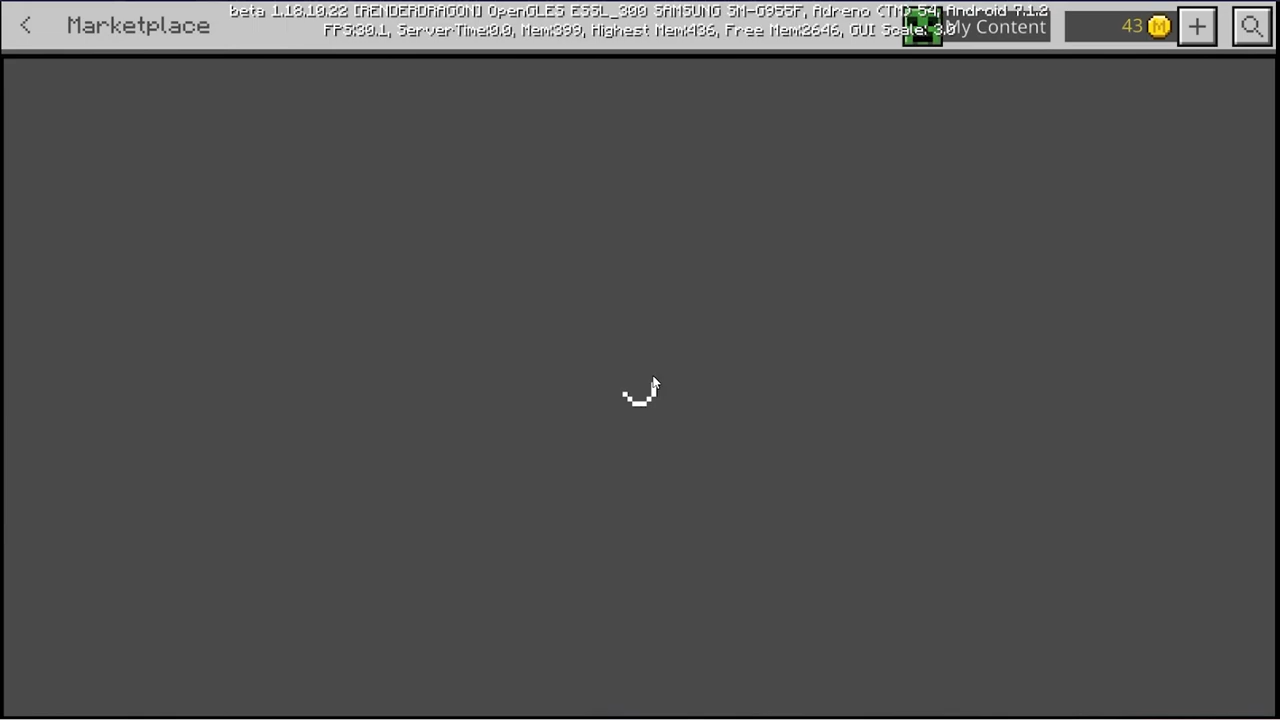 Marketplace
beta 1.18.10.22 [RENDERDRAGON] OpenGLES ESSL_300 SAMSUNG SM-G955F, Adreno (TM) 54, Android 7.1.2
FPS:30.1, ServerTime:0.0, Mem:399, Highest Mem:436, Free Mem:2646, GUI Scale: 3.0
My Content
43